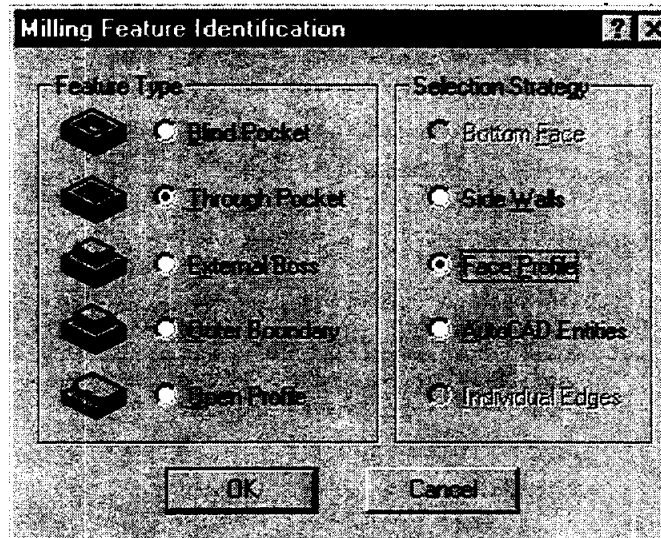 Milling Feature Identification
Feature Type
Blind Pocket
Through Pocket
External Boss
Outer Boundary
Open Profile
Selection Strategy
Bottom Face
Side Walls
Face Profile
AutoCAD Entities
Individual Edges
OK
Cancel